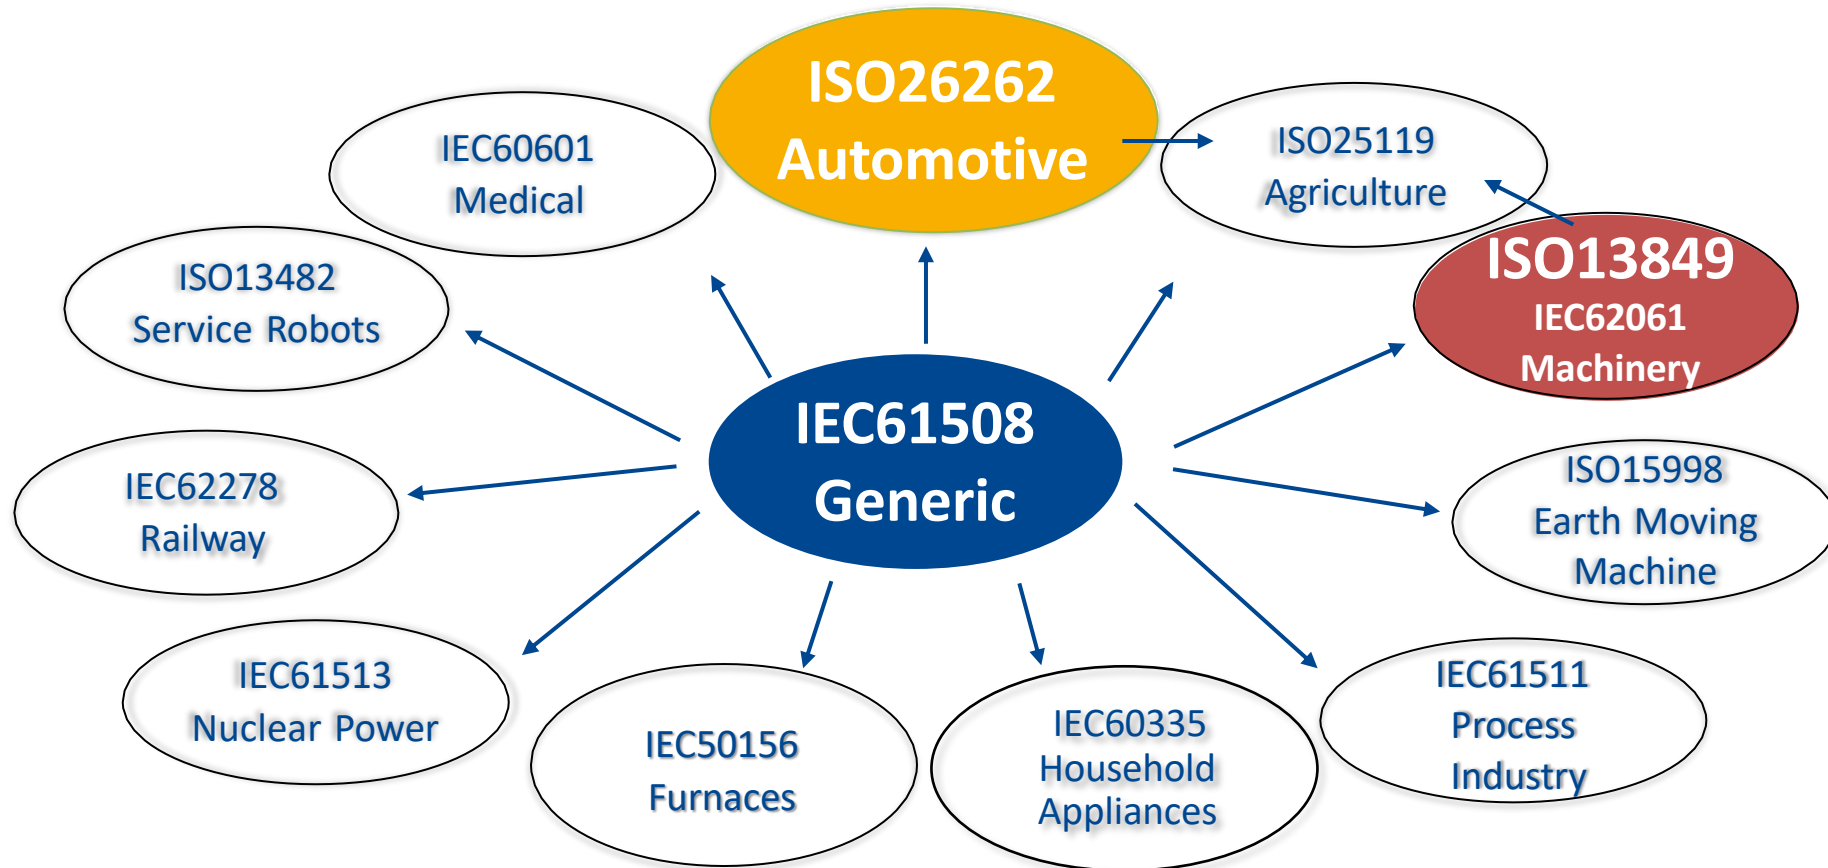 ISO26262
Automotive
IEC60601
Medical
ISO25119
Agriculture
ISO13482
Service Robots
ISO13849
IEC62061
Machinery
IEC61508
Generic
IEC62278
Railway
ISO15998
Earth Moving
Machine
IEC61513
Nuclear Power
IEC50156
Furnaces
IEC60335
Household
Appliances
IEC61511
Process
Industry